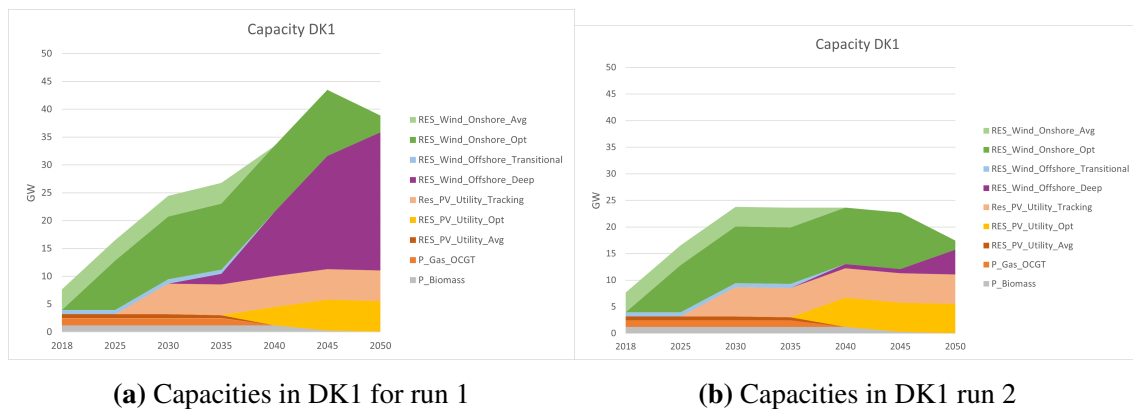 Capacity DK1
50
45
40
35
30
25
20
15
10
5
0
GW
2018 2025 2030 2035 2040 2045 2050
RES_Wind_Onshore_Avg
RES_Wind_Onshore_Opt
RES_Wind_Offshore_Transitional
RES_Wind_Offshore_Deep
Res_PV_Utility_Tracking
RES_PV_Utility_Opt
RES_PV_Utility_Avg
P_Gas_OCGT
P_Biomass
(a) Capacities in DK1 for run 1
Capacity DK1
50
45
40
35
30
25
20
15
10
5
0
GW
2018 2025 2030 2035 2040 2045 2050
RES_Wind_Onshore_Avg
RES_Wind_Onshore_Opt
RES_Wind_Offshore_Transitional
RES_Wind_Offshore_Deep
Res_PV_Utility_Tracking
RES_PV_Utility_Opt
RES_PV_Utility_Avg
P_Gas_OCGT
P_Biomass
(b) Capacities in DK1 run 2